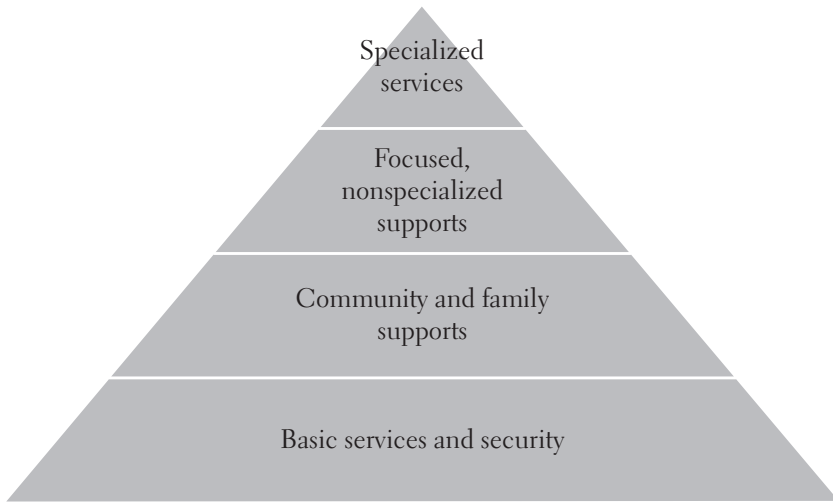 Specialized
services
Focused,
nonspecialized
supports
Community and family
supports
Basic services and security